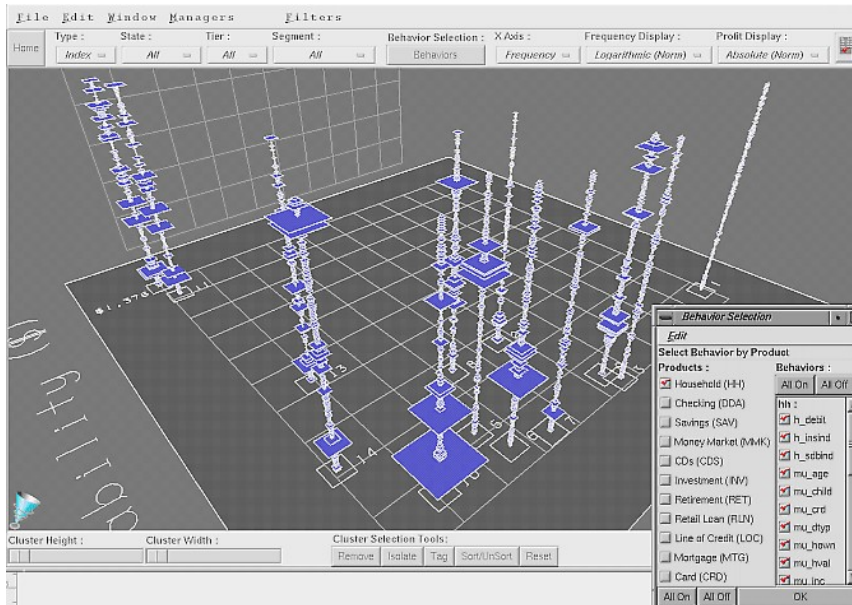 File Edit Window Managers Filters
Home
Type :
Index
State :
All
Tier :
All
Segment :
All
Behavior Selection :
Behaviors
X Axis :
Frequency
Frequency Display :
Logarithmic (Norm)
Profit Display :
Absolute (Norm)
$1,376
11
13
14
Behavior Selection
Edit
Select Behavior by Product
Products :
Household (HH)
Checking (DDA)
Savings (SAV)
Money Market (MMK)
CDs (CDS)
Investment (INV)
Retirement (RET)
Retail Loan (RLN)
Line of Credit (LOC)
Mortgage (MTG)
Card (CRD)
All On All Off
Behaviors :
All On All Off
hh :
h_debit
h_insind
h_sdbind
mu_age
mu_child
mu_crd
mu_dtyp
mu_hown
mu_hval
mu_inc
OK
Cluster Height :
Cluster Width :
Cluster Selection Tools:
Remove Isolate Tag Sort/UnSort Reset